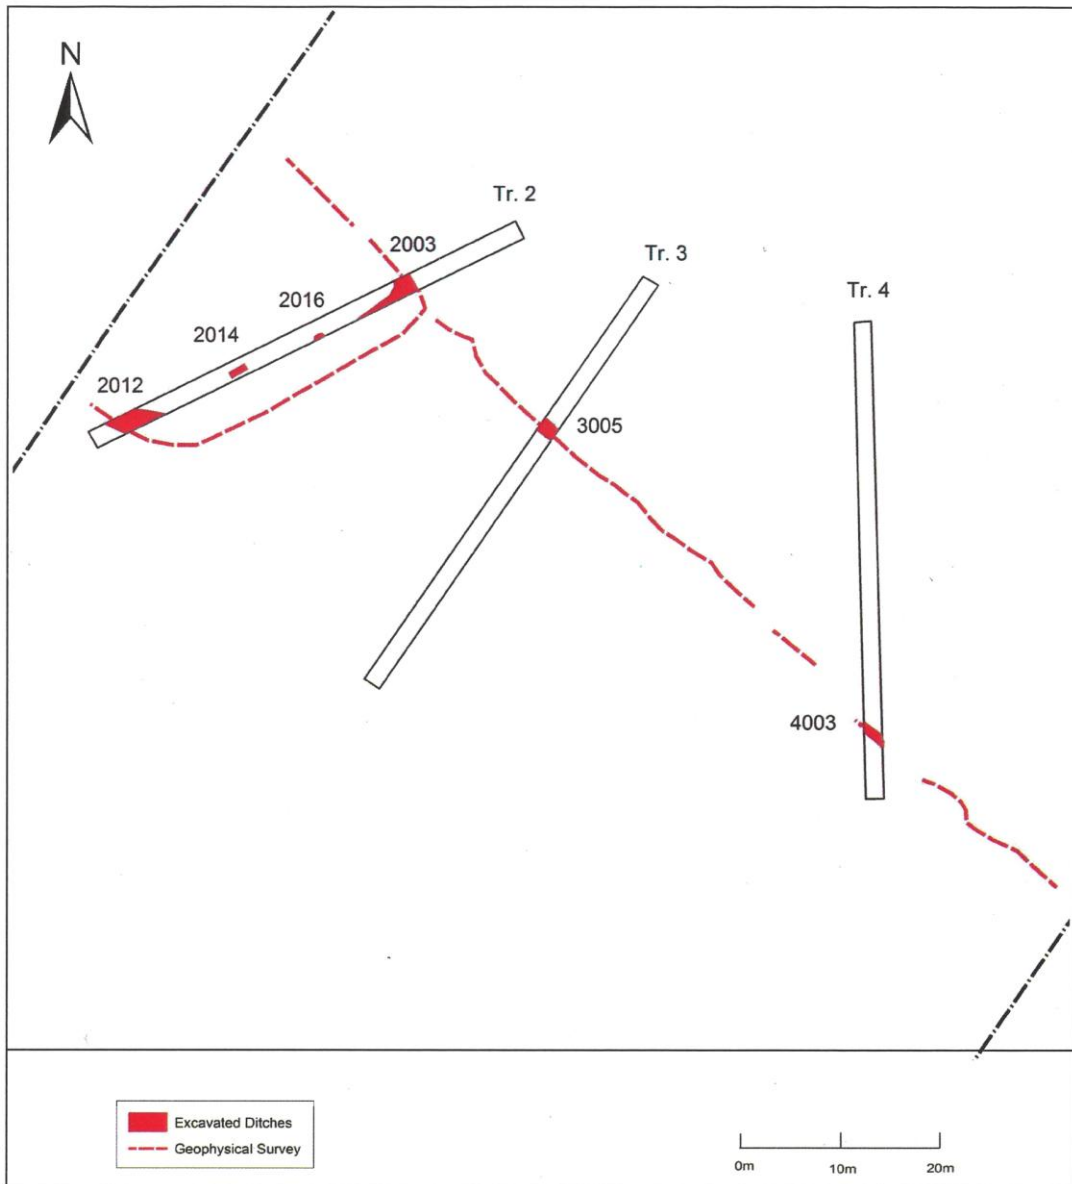 N
Tr. 2
2003
Tr. 3
2016
Tr. 4
2014
2012
3005
4003
Excavated Ditches
Geophysical Survey
0m
10m
20m